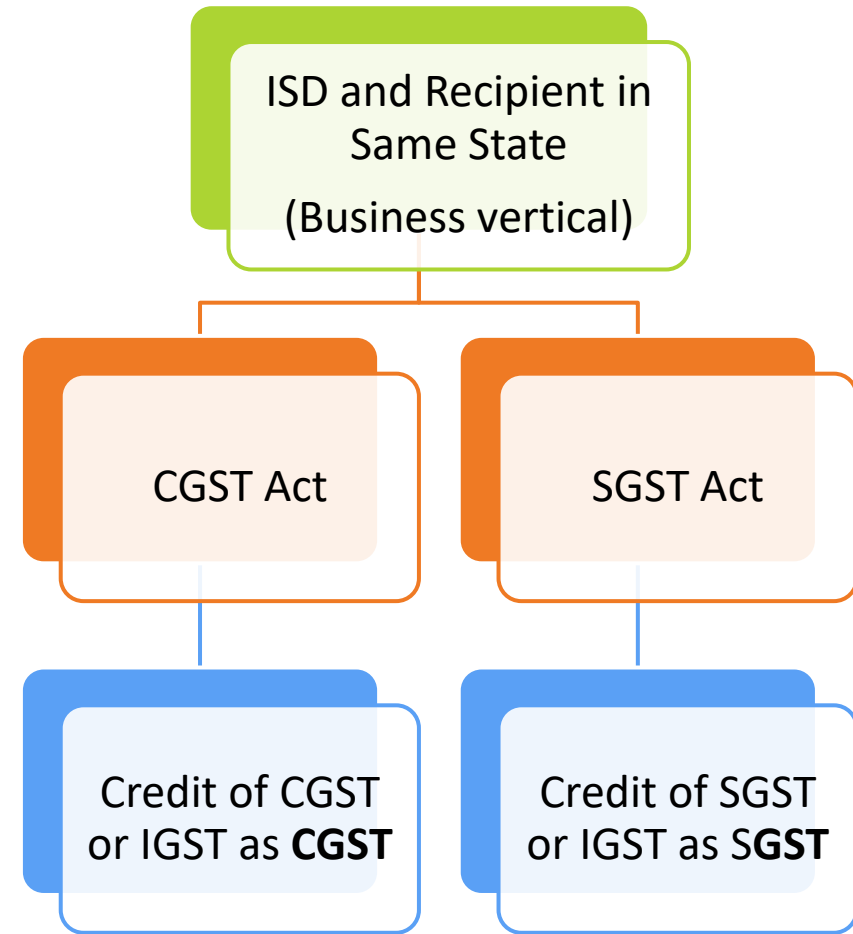 ISD and Recipient in
Same State
(Business vertical)
CGST Act
SGST Act
Credit of CGST
or IGST as CGST
Credit of SGST
or IGST as SGST